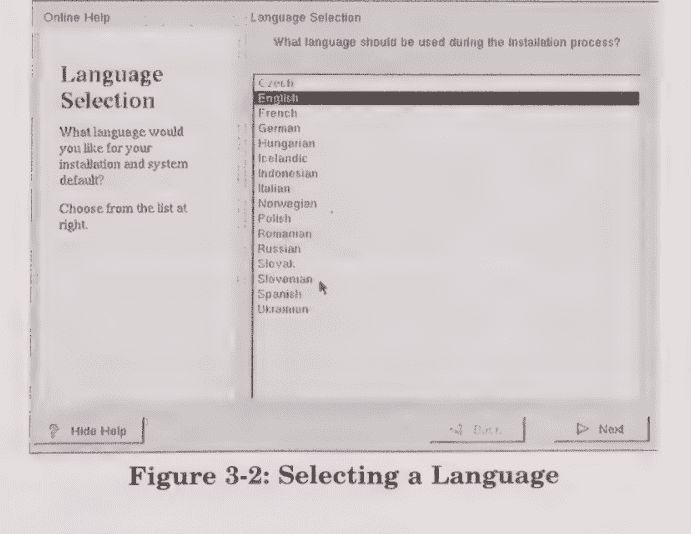 Online Help
Language Selection
What language should be used during the installation process?
Language
Selection
What language would
you like for your
installation and system
default?
Choose from the list at
right.
Czech
English
French
German
Hungarian
Icelandic
Indonesian
Italian
Norwegian
Polish
Romanian
Russian
Slovak
Slovenian
Spanish
Ukrainian
Hide Help
Back
Next
Figure 3-2: Selecting a Language